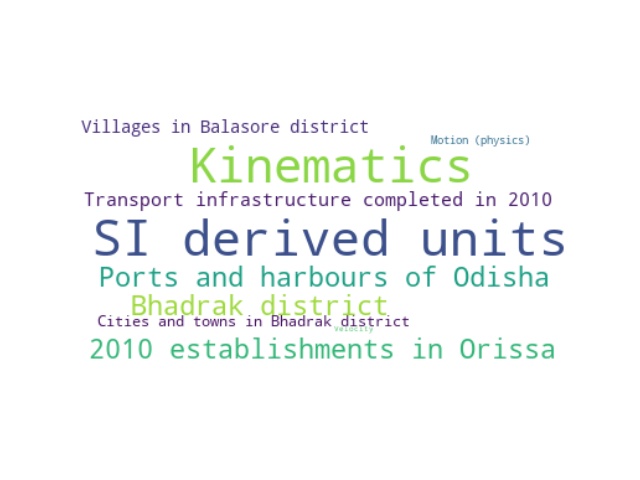 Villages in Balasore district
Motion (physics)
Kinematics
Transport infrastructure completed in 2010
SI derived units
Ports and harbours of Odisha
Bhadrak district
Cities and towns in Bhadrak district
Velocity
2010 establishments in Orissa